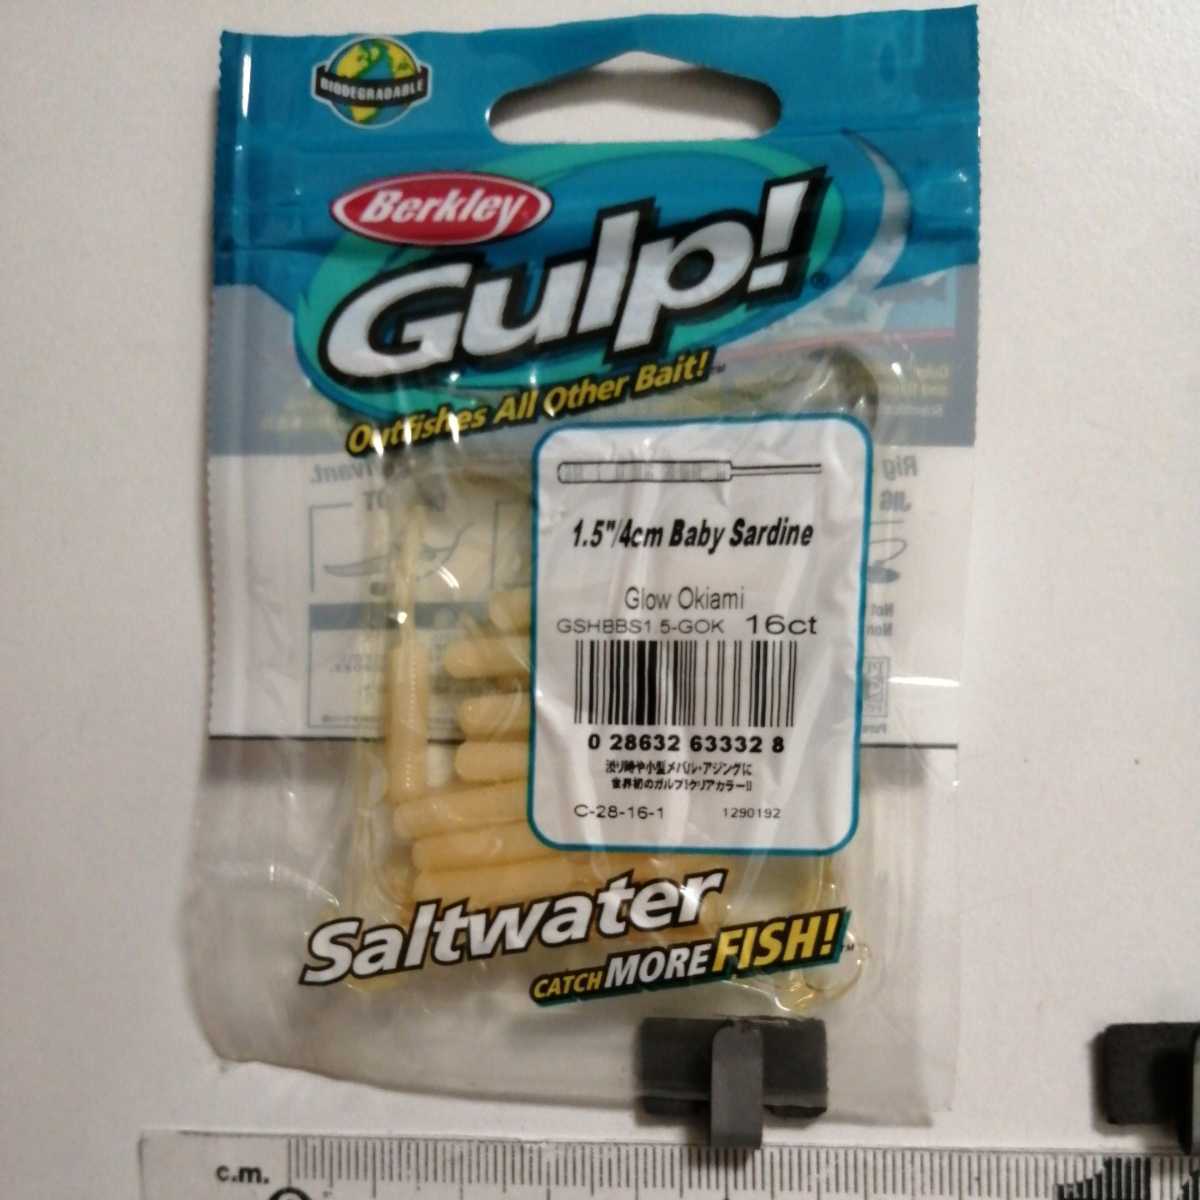 BIODEGRADABLE
Berkley
Gulp!®
Outfishes All Other Bait!™
1.5"/4cm Baby Sardine
Glow Okiami
GSHBBS1.5-GOK 16ct
0 28632 63332 8
渋り時や小型メバル・アジングに
世界初のガルプ!クリアカラー!!
C-28-16-1 1290192
Saltwater
CATCH MORE FISH!™
c.m.